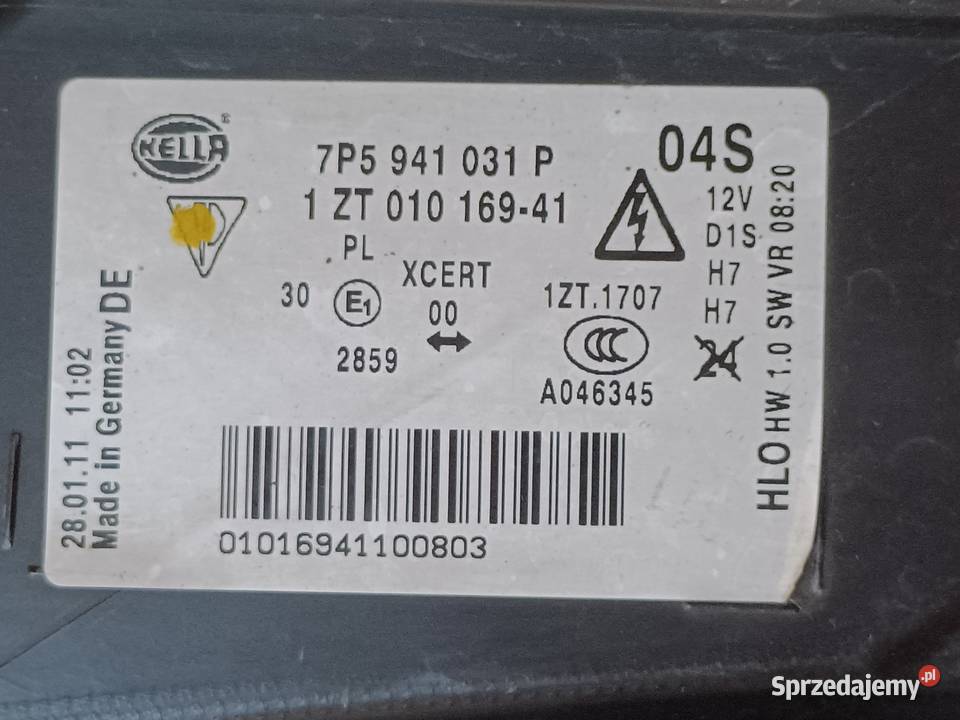 HELLA
7P5 941 031 P
1 ZT 010 169-41
PL
30
E1
2859
XCERT
00
04S
12V
D1S
H7
H7
24
1ZT.1707
CCC
A046345
HLO HW 1.0 SW VR 08:20
28.01.11 11:02
Made in Germany DE
01016941100803
Sprzedajemy.pl